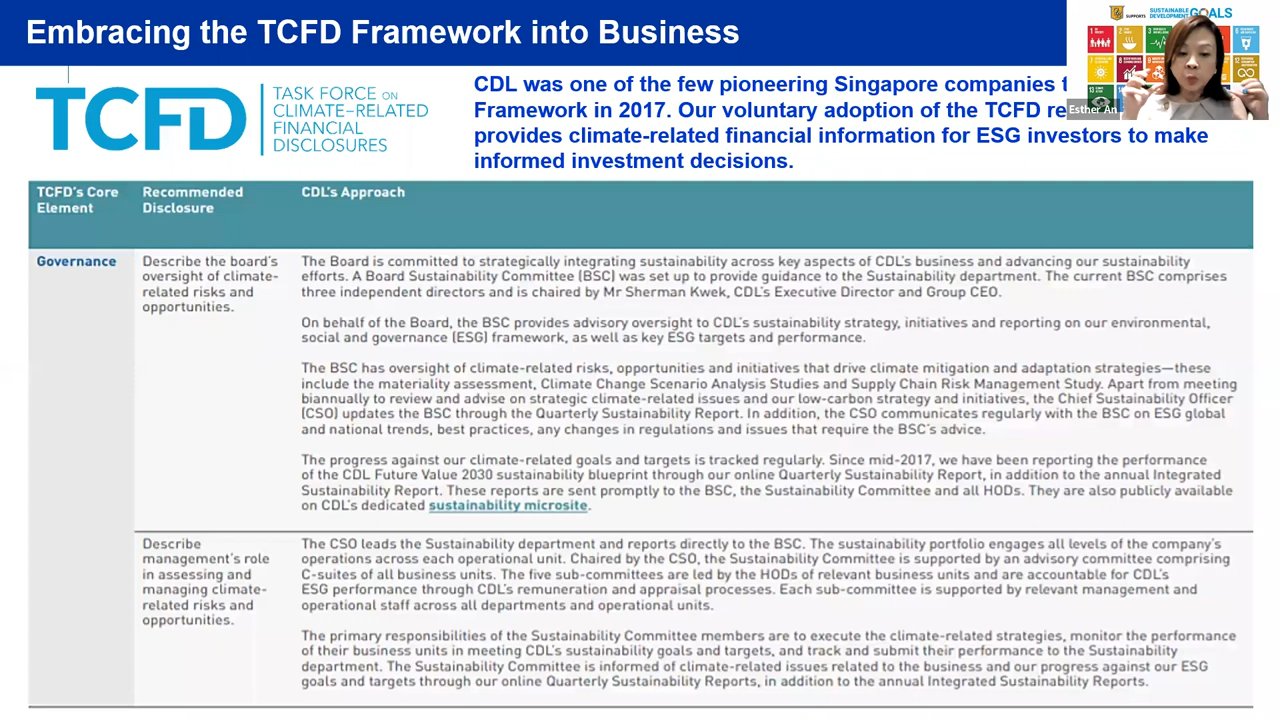 Embracing the TCFD Framework into Business
SUPPORTS
SUSTAINABLE
DEVELOPMENT GOALS
Esther An
TCFD
TASK FORCE ON
CLIMATE-RELATED
FINANCIAL
DISCLOSURES
CDL was one of the few pioneering Singapore companies
Framework in 2017. Our voluntary adoption of the TCFD
provides climate-related financial information for ESG investors to make
informed investment decisions.
TCFD's Core
Element
Recommended
Disclosure
CDL's Approach
Governance
Describe the board's
oversight of climate-
related risks and
opportunities.
The Board is committed to strategically integrating sustainability across key aspects of CDL's business and advancing our sustainability
efforts. A Board Sustainability Committee (BSC) was set up to provide guidance to the Sustainability department. The current BSC comprises
three independent directors and is chaired by Mr Sherman Kwek, CDL's Executive Director and Group CEO.
On behalf of the Board, the BSC provides advisory oversight to CDL's sustainability strategy, initiatives and reporting on our environmental,
social and governance (ESG) framework, as well as key ESG targets and performance.
The BSC has oversight of climate-related risks, opportunities and initiatives that drive climate mitigation and adaptation strategies—these
include the materiality assessment, Climate Change Scenario Analysis Studies and Supply Chain Risk Management Study. Apart from meeting
biannually to review and advise on strategic climate-related issues and our low-carbon strategy and initiatives, the Chief Sustainability Officer
(CSO) updates the BSC through the Quarterly Sustainability Report. In addition, the CSO communicates regularly with the BSC on ESG global
and national trends, best practices, any changes in regulations and issues that require the BSC's advice.
The progress against our climate-related goals and targets is tracked regularly. Since mid-2017, we have been reporting the performance
of the CDL Future Value 2030 sustainability blueprint through our online Quarterly Sustainability Report, in addition to the annual Integrated
Sustainability Report. These reports are sent promptly to the BSC, the Sustainability Committee and all HODs. They are also publicly available
on CDL's dedicated sustainability microsite.
Describe
management's role
in assessing and
managing climate-
related risks and
opportunities.
The CSO leads the Sustainability department and reports directly to the BSC. The sustainability portfolio engages all levels of the company's
operations across each operational unit. Chaired by the CSO, the Sustainability Committee is supported by an advisory committee comprising
C-suites of all business units. The five sub-committees are led by the HODs of relevant business units and are accountable for CDL's
ESG performance through CDL's remuneration and appraisal processes. Each sub-committee is supported by relevant management and
operational staff across all departments and operational units.
The primary responsibilities of the Sustainability Committee members are to execute the climate-related strategies, monitor the performance
of their business units in meeting CDL's sustainability goals and targets, and track and submit their performance to the Sustainability
department. The Sustainability Committee is informed of climate-related issues related to the business and our progress against our ESG
goals and targets through our online Quarterly Sustainability Reports, in addition to the annual Integrated Sustainability Reports.